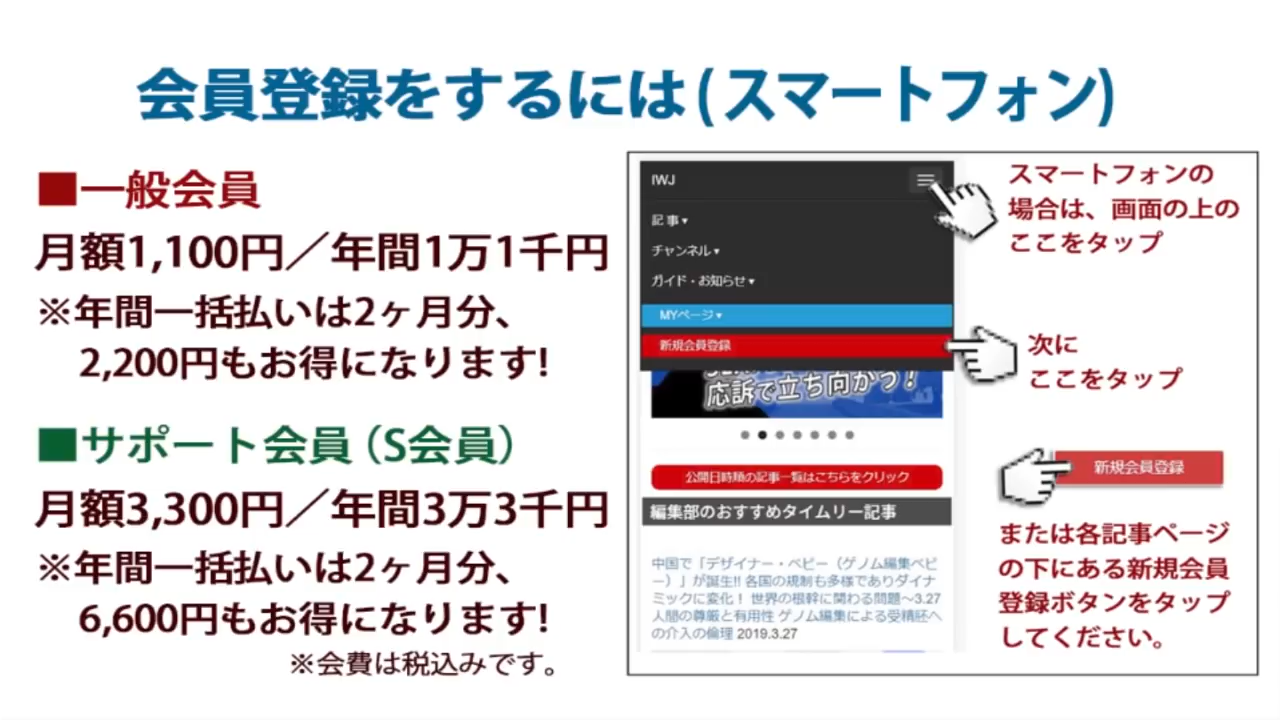 会員登録をするには(スマートフォン)
■一般会員
月額1,100円／年間1万1千円
※年間一括払いは2ヶ月分、
2,200円もお得になります!
■サポート会員（S会員）
月額3,300円／年間3万3千円
※年間一括払いは2ヶ月分、
6,600円もお得になります!
※会費は税込みです。
IWJ
記事▾
チャンネル▾
ガイド・お知らせ▾
MYページ▾
新規会員登録
応訴で立ち向かう！
公開日時順の記事一覧はこちらをクリック
編集部のおすすめタイムリー記事
中国で「デザイナー・ベビー（ゲノム編集ベビ
ー）」が誕生!! 各国の規制も多様でありダイナ
ミックに変化！ 世界の根幹に関わる問題～3.27
人間の尊厳と有用性 ゲノム編集による受精胚へ
の介入の倫理 2019.3.27
スマートフォンの
場合は、画面の上の
ここをタップ
次に
ここをタップ
新規会員登録
または各記事ページ
の下にある新規会員
登録ボタンをタップ
してください。